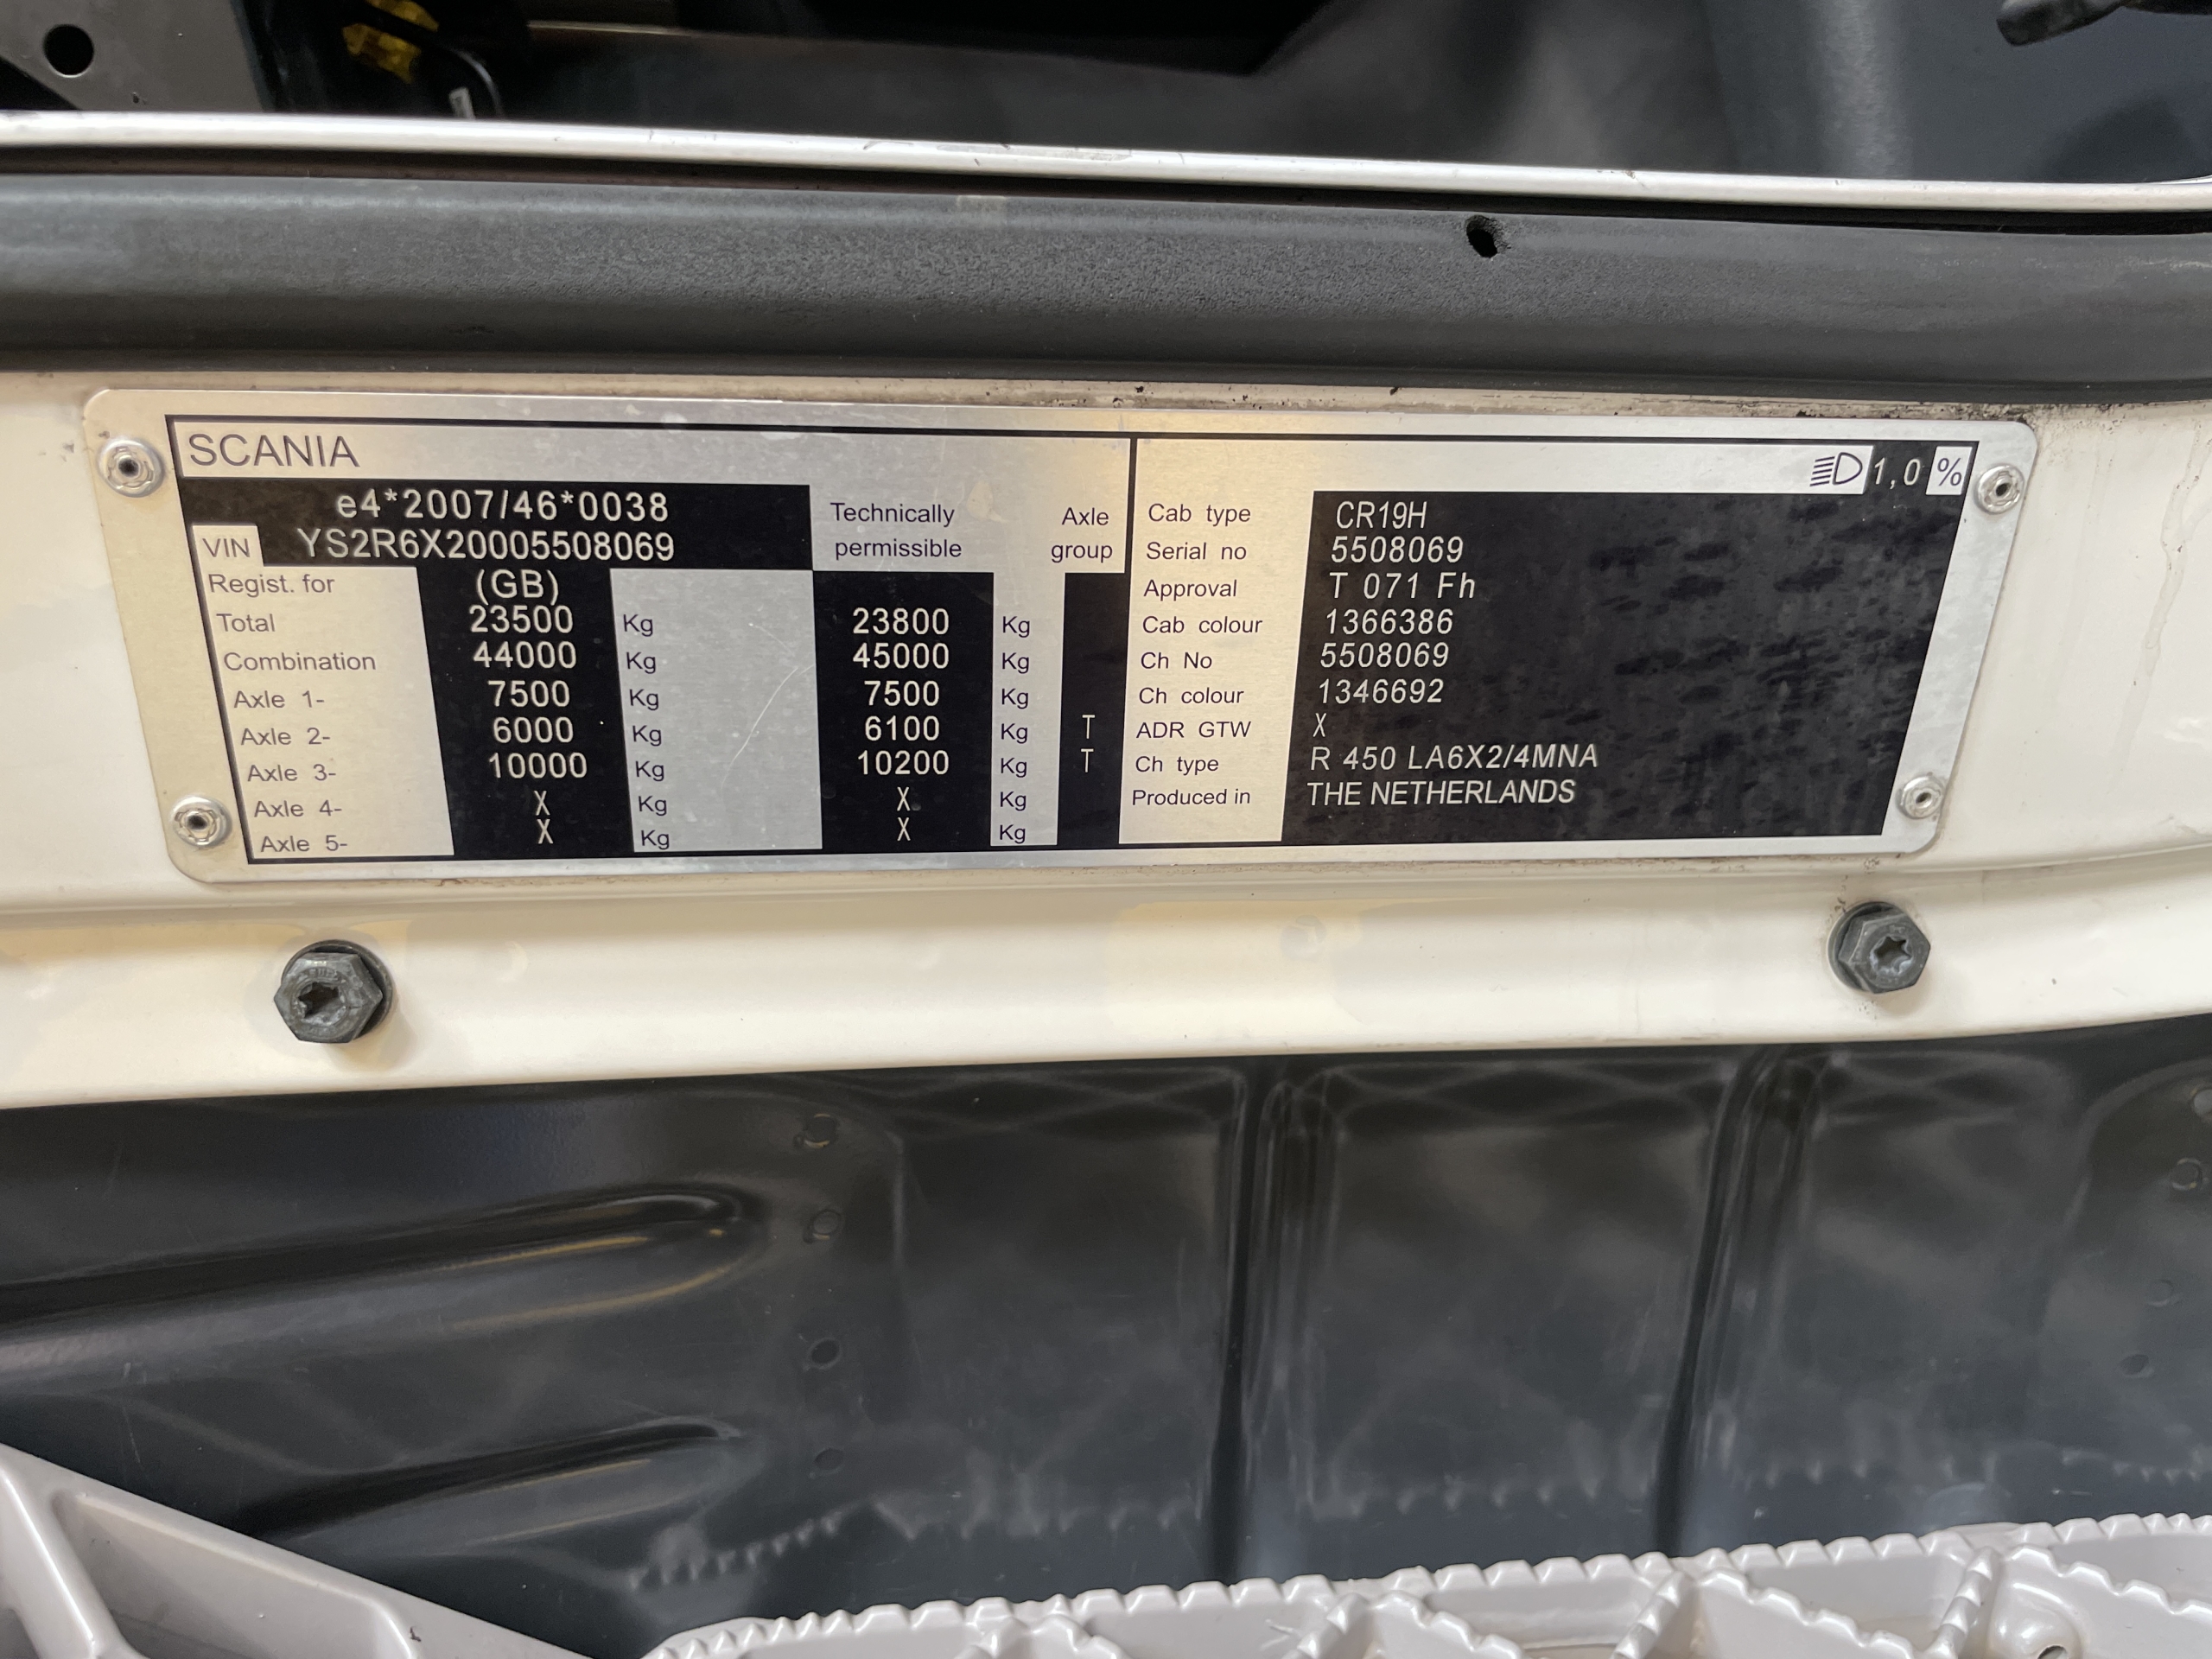 SCANIA
e4*2007/46*0038
VIN YS2R6X20005508069
Technically permissible
Axle group
Regist. for (GB)
Total 23500 Kg 23800 Kg
Combination 44000 Kg 45000 Kg
Axle 1- 7500 Kg 7500 Kg
Axle 2- 6000 Kg 6100 Kg T
Axle 3- 10000 Kg 10200 Kg T
Axle 4- X Kg X Kg
Axle 5- X Kg X Kg
1,0 %
Cab type CR19H
Serial no 5508069
Approval T 071 Fh
Cab colour 1366386
Ch No 5508069
Ch colour 1346692
ADR GTW X
Ch type R 450 LA6X2/4MNA
Produced in THE NETHERLANDS